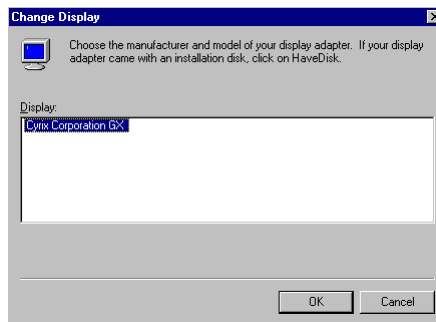 Change Display
Choose the manufacturer and model of your display adapter. If your display
adapter came with an installation disk, click on HaveDisk.
Display:
Cyrix Corporation GX
OK
Cancel